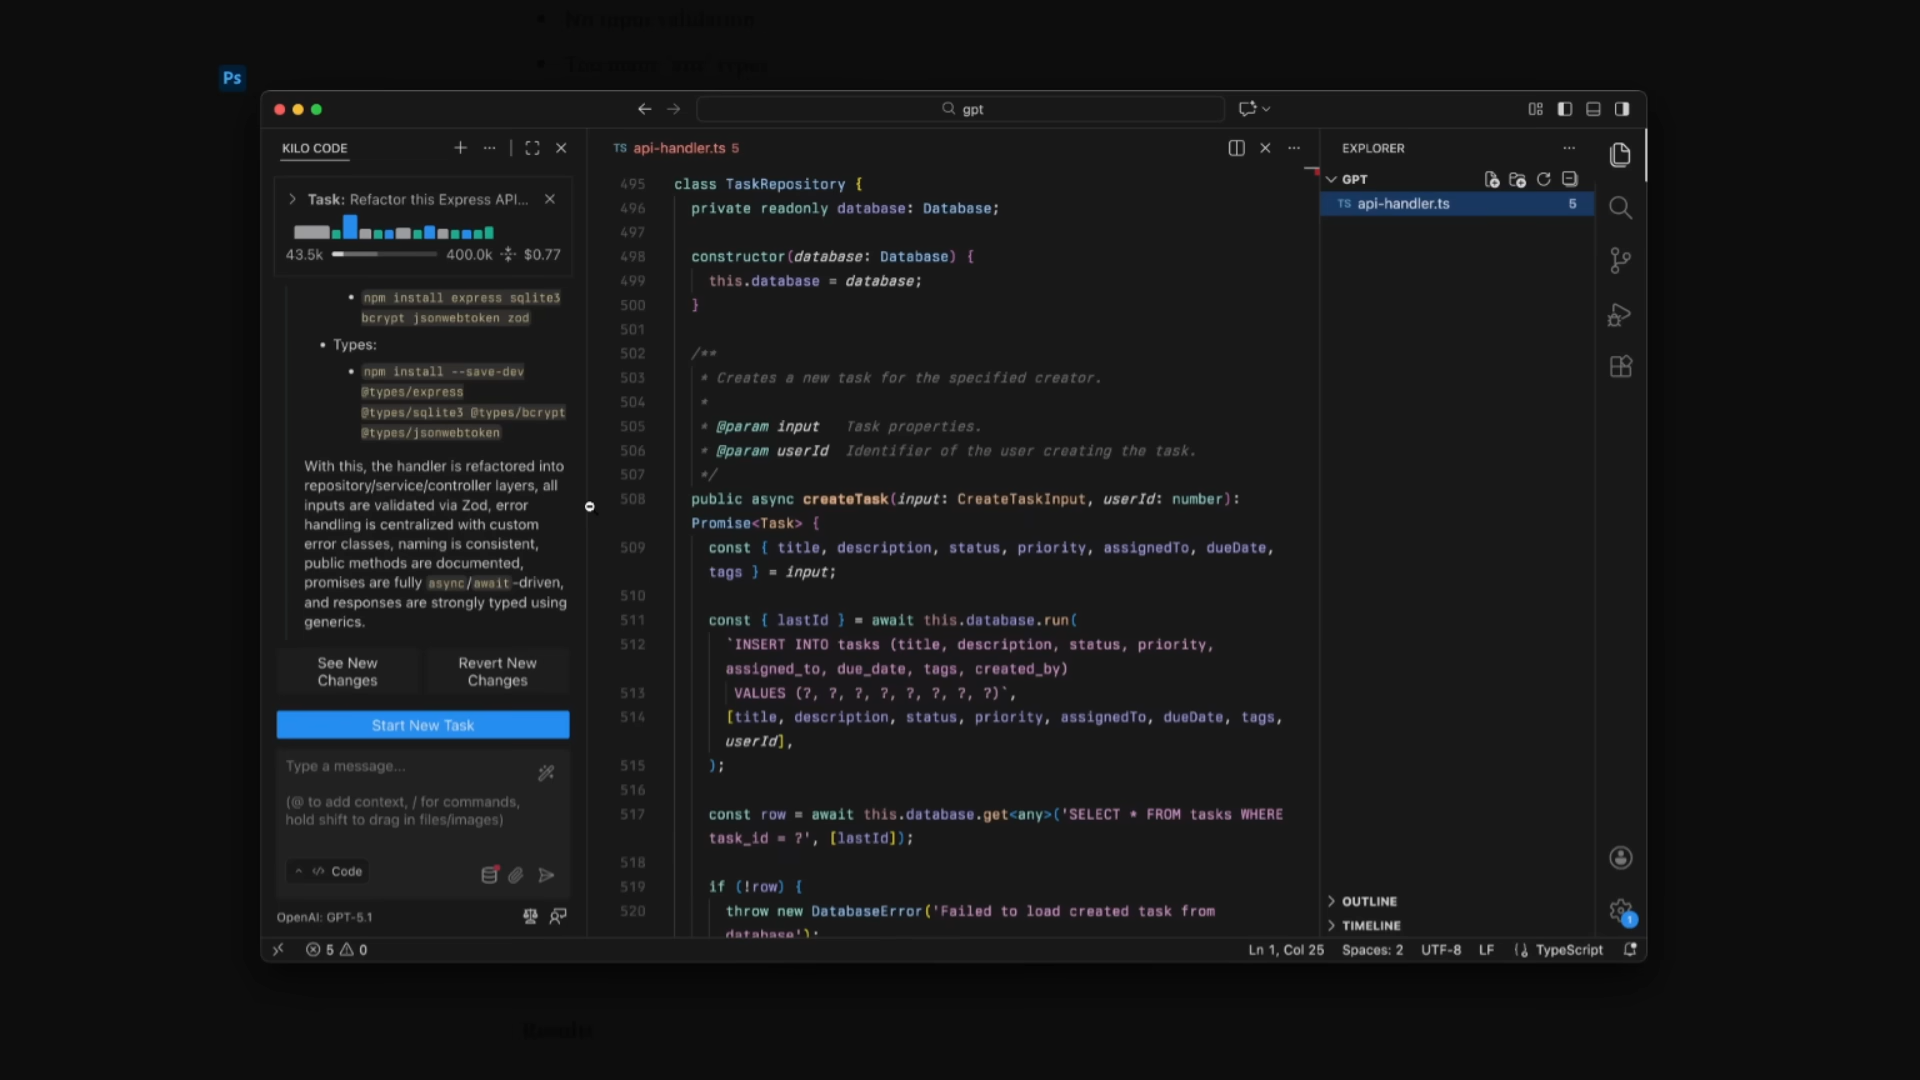 No input validation
Too many 'any' types
Ps
gpt
KILO CODE
Task: Refactor this Express API...
43.5k 400.0k $0.77
• npm install express sqlite3
bcrypt jsonwebtoken zod
• Types:
• npm install --save-dev
@types/express
@types/sqlite3 @types/bcrypt
@types/jsonwebtoken
With this, the handler is refactored into
repository/service/controller layers, all
inputs are validated via Zod, error
handling is centralized with custom
error classes, naming is consistent,
public methods are documented,
promises are fully async/await-driven,
and responses are strongly typed using
generics.
See New
Changes
Revert New
Changes
Start New Task
Type a message...
(@ to add context, / for commands,
hold shift to drag in files/images)
</> Code
OpenAI: GPT-5.1
TS api-handler.ts 5
495 class TaskRepository {
496 private readonly database: Database;
497
498 constructor(database: Database) {
499 this.database = database;
500 }
501
502 /**
503 * Creates a new task for the specified creator.
504 *
505 * @param input Task properties.
506 * @param userId Identifier of the user creating the task.
507 */
508 public async createTask(input: CreateTaskInput, userId: number):
Promise<Task> {
509 const { title, description, status, priority, assignedTo, dueDate,
tags } = input;
510
511 const { lastId } = await this.database.run(
512 `INSERT INTO tasks (title, description, status, priority,
assigned_to, due_date, tags, created_by)
513 VALUES (?, ?, ?, ?, ?, ?, ?, ?)`,
514 [title, description, status, priority, assignedTo, dueDate, tags,
userId],
515 );
516
517 const row = await this.database.get<any>('SELECT * FROM tasks WHERE
task_id = ?', [lastId]);
518
519 if (!row) {
520 throw new DatabaseError('Failed to load created task from
database');
EXPLORER
GPT
TS api-handler.ts 5
OUTLINE
TIMELINE
1
5 0
Ln 1, Col 25 Spaces: 2 UTF-8 LF TypeScript
Results